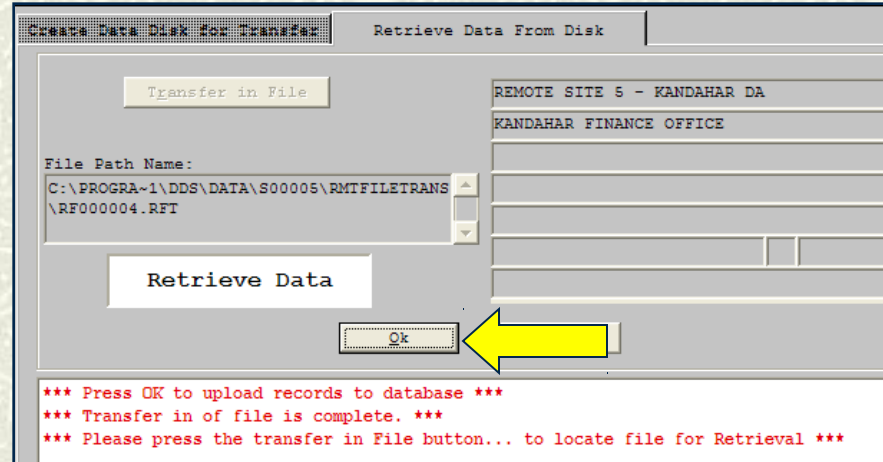 Create Data Disk for Transfer
Retrieve Data From Disk
Transfer in File
REMOTE SITE 5 - KANDAHAR DA
KANDAHAR FINANCE OFFICE
File Path Name:
C:\PROGRA~1\DDS\DATA\S00005\RMTFILETRANS
\RF000004.RFT
Retrieve Data
Ok
*** Press OK to upload records to database ***
*** Transfer in of file is complete. ***
*** Please press the transfer in File button... to locate file for Retrieval ***